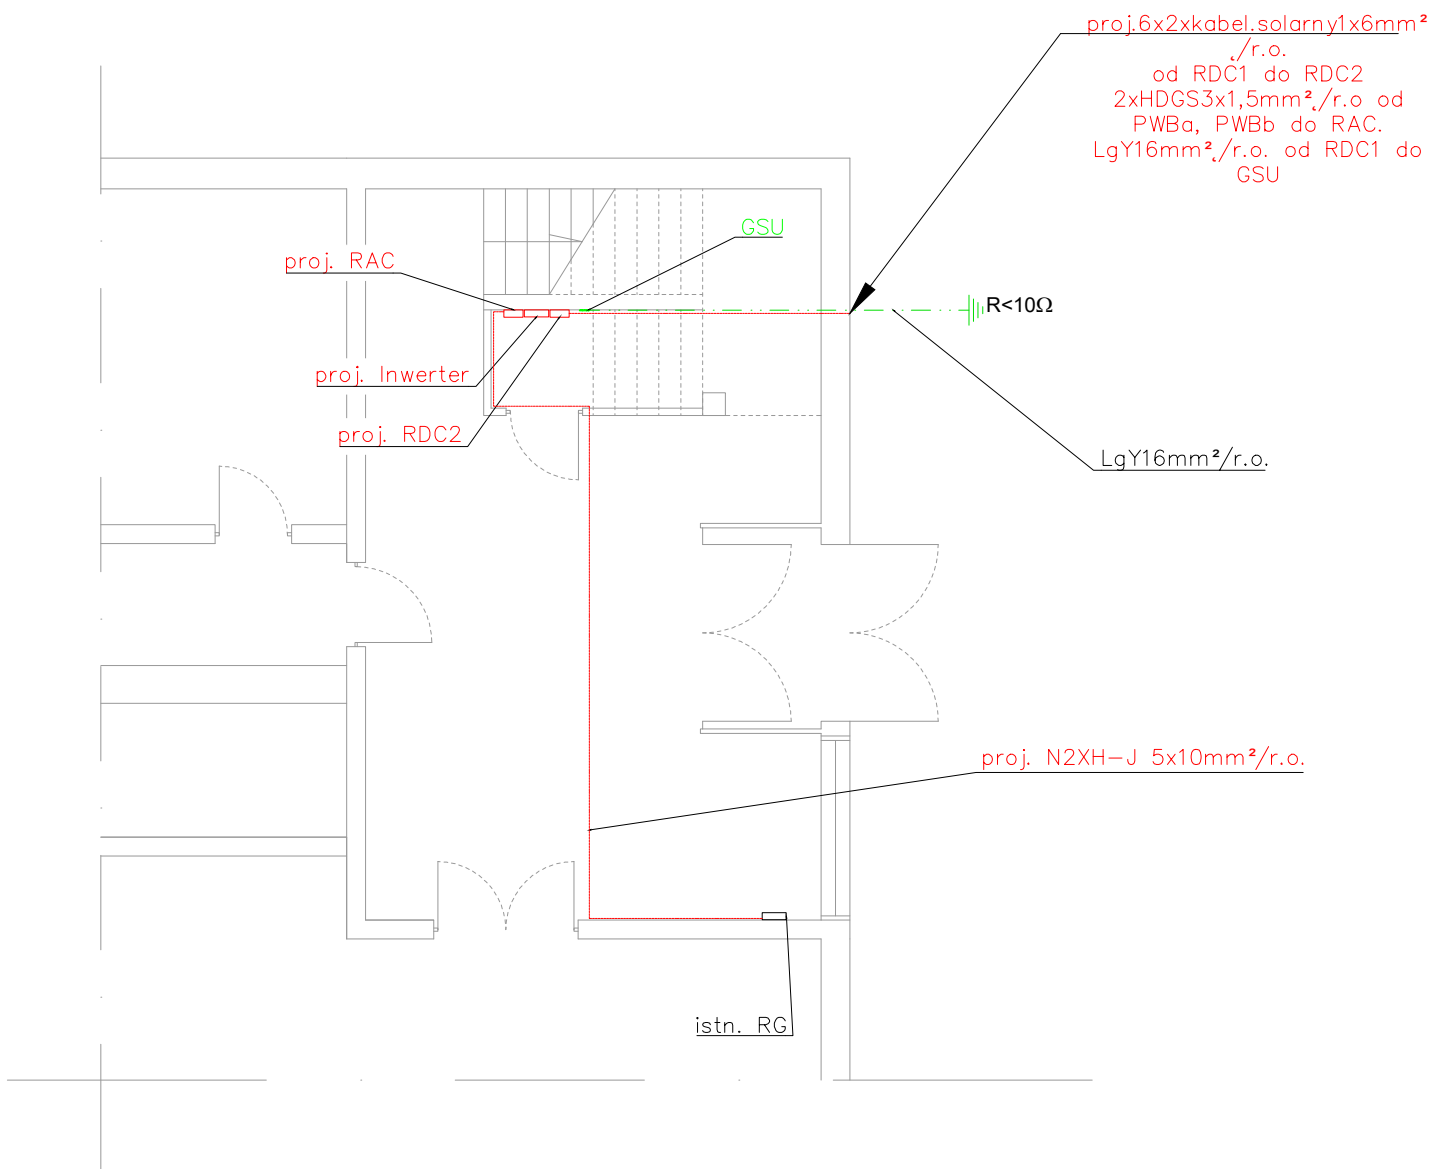 proj.6x2xkabel.solarny1x6mm²
,/r.o.
od RDC1 do RDC2
2xHDGS3x1,5mm²,/r.o od
PWBa, PWBb do RAC.
LgY16mm²,/r.o. od RDC1 do
GSU
GSU
proj. RAC
R<10Ω
proj. Inwerter
proj. RDC2
LgY16mm²/r.o.
proj. N2XH-J 5x10mm²/r.o.
istn. RG